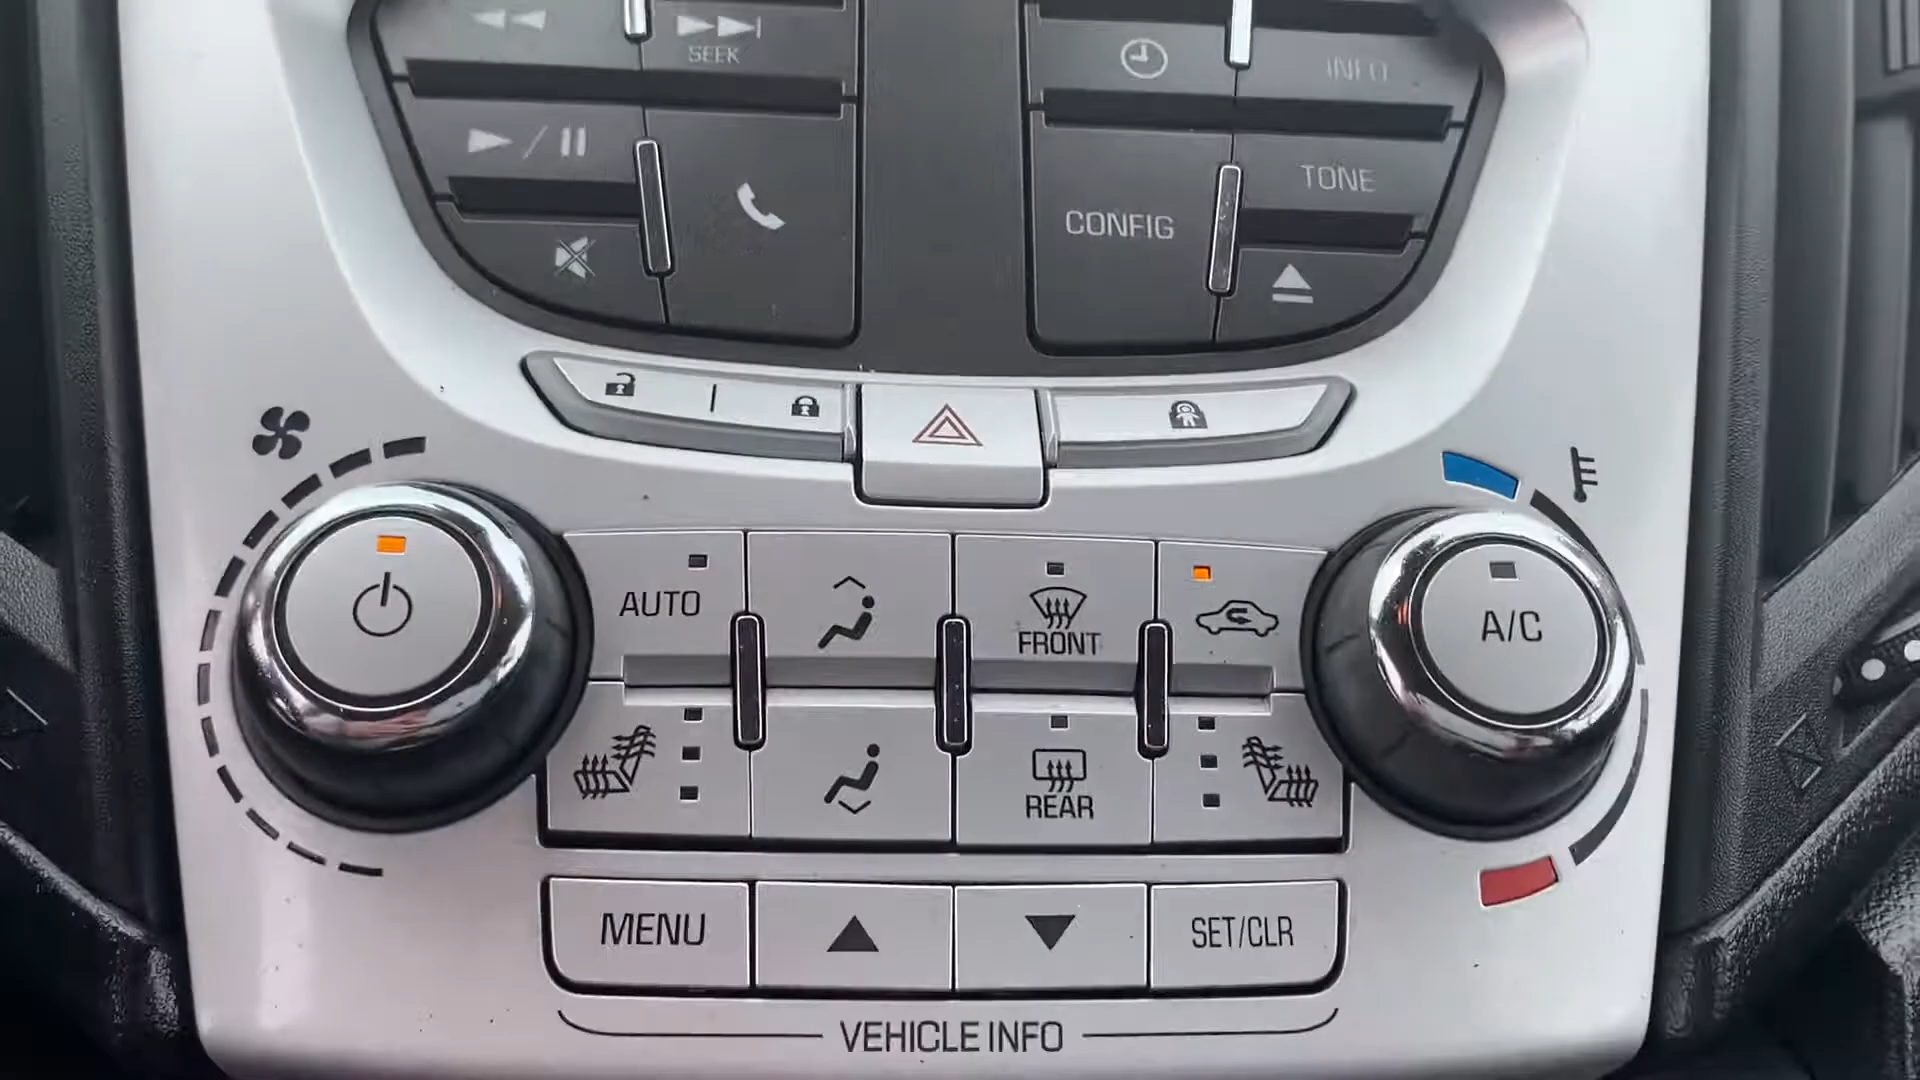 SEEK
INFO
TONE
CONFIG
AUTO
FRONT
A/C
REAR
MENU
SET/CLR
VEHICLE INFO